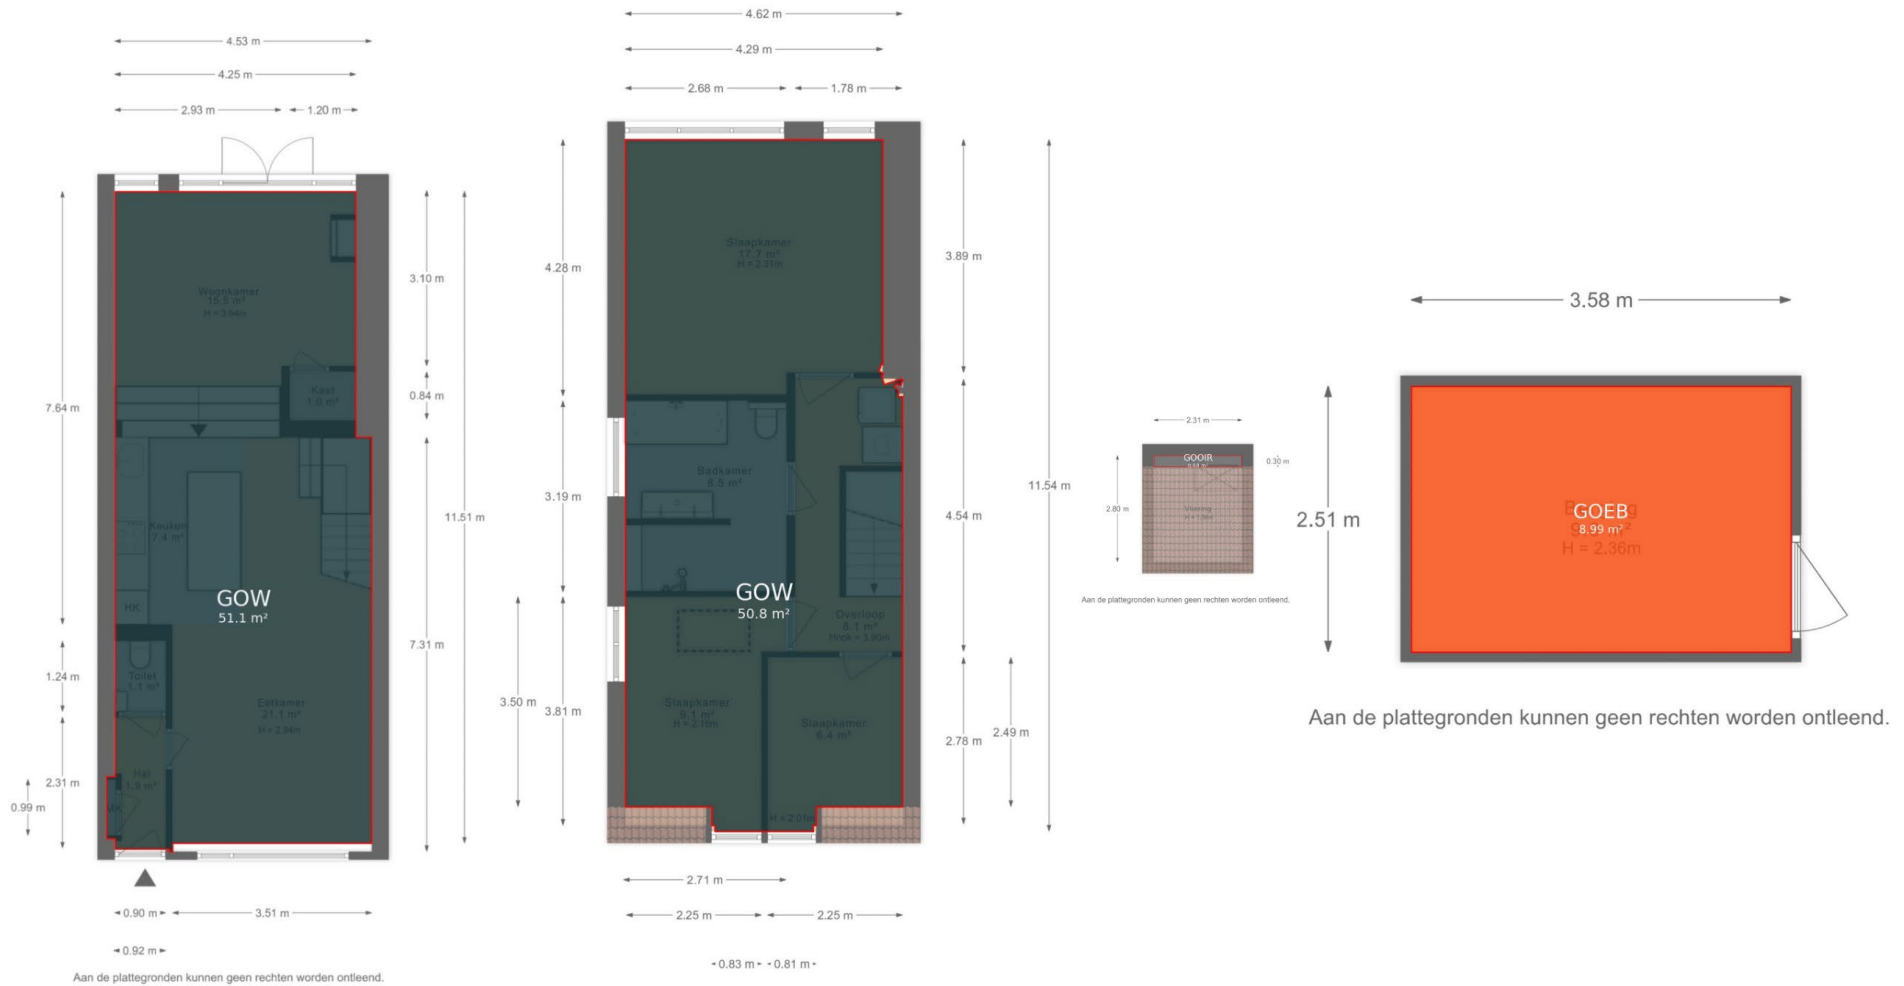 4.53 m
4.25 m
2.93 m
1.20 m
7.64 m
1.24 m
2.31 m
0.99 m
Woonkamer
15.5 m²
H = 3.64m
Kast
1.0 m²
Keuken
7.4 m²
HK
GOW
51.1 m²
Toilet
1.1 m²
Eetkamer
21.1 m²
H = 2.94m
Hal
1.9 m²
MK
3.10 m
0.84 m
7.31 m
11.51 m
0.90 m
3.51 m
0.92 m
Aan de plattegronden kunnen geen rechten worden ontleend.
4.62 m
4.29 m
2.68 m
1.78 m
4.28 m
3.19 m
3.50 m
3.81 m
Slaapkamer
17.7 m²
H = 2.31m
Badkamer
8.5 m²
GOW
50.8 m²
Overloop
8.1 m²
Hnok = 3.90m
Slaapkamer
9.1 m²
Slaapkamer
6.4 m²
H = 2.01m
3.89 m
4.54 m
2.78 m
2.49 m
11.54 m
2.71 m
2.25 m
2.25 m
0.83 m
0.81 m
2.31 m
GOOIR
0.30 m
2.80 m
Vliering
Aan de plattegronden kunnen geen rechten worden ontleend.
3.58 m
2.51 m
GOEB
8.99 m²
H = 2.36m
Aan de plattegronden kunnen geen rechten worden ontleend.